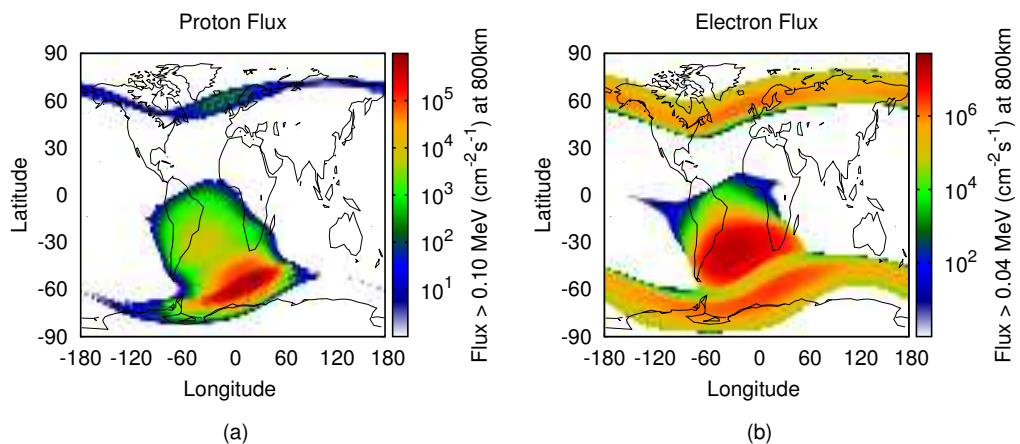 Proton Flux
90
60
30
0
-30
-60
-90
Latitude
-180 -120 -60 0 60 120 180
Longitude
10^5
10^4
10^3
10^2
10^1
Flux > 0.10 MeV (cm^-2s^-1) at 800km
(a)
Electron Flux
90
60
30
0
-30
-60
-90
Latitude
-180 -120 -60 0 60 120 180
Longitude
10^6
10^4
10^2
Flux > 0.04 MeV (cm^-2s^-1) at 800km
(b)